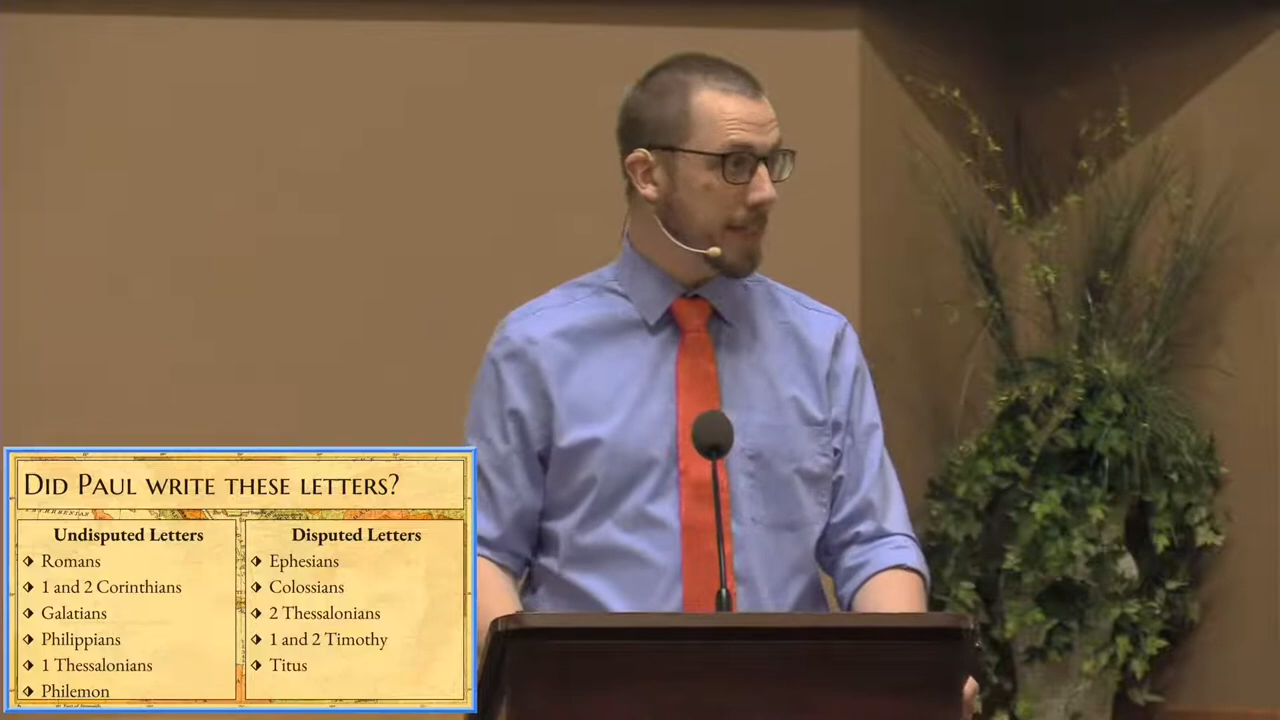 Did Paul write these letters?
Undisputed Letters
Romans
1 and 2 Corinthians
Galatians
Philippians
1 Thessalonians
Philemon
Disputed Letters
Ephesians
Colossians
2 Thessalonians
1 and 2 Timothy
Titus